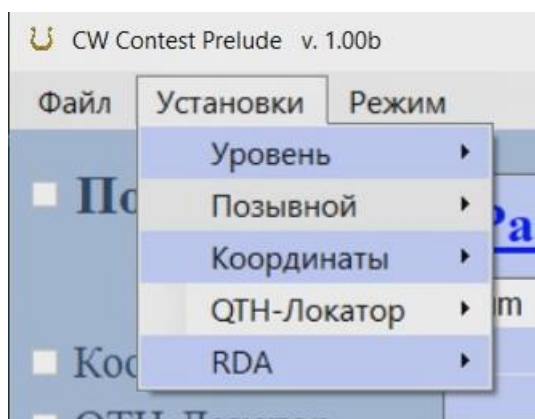 CW Contest Prelude v. 1.00b
Файл Установки Режим
Уровень
Позывной
Координаты
QTH-Локатор
RDA